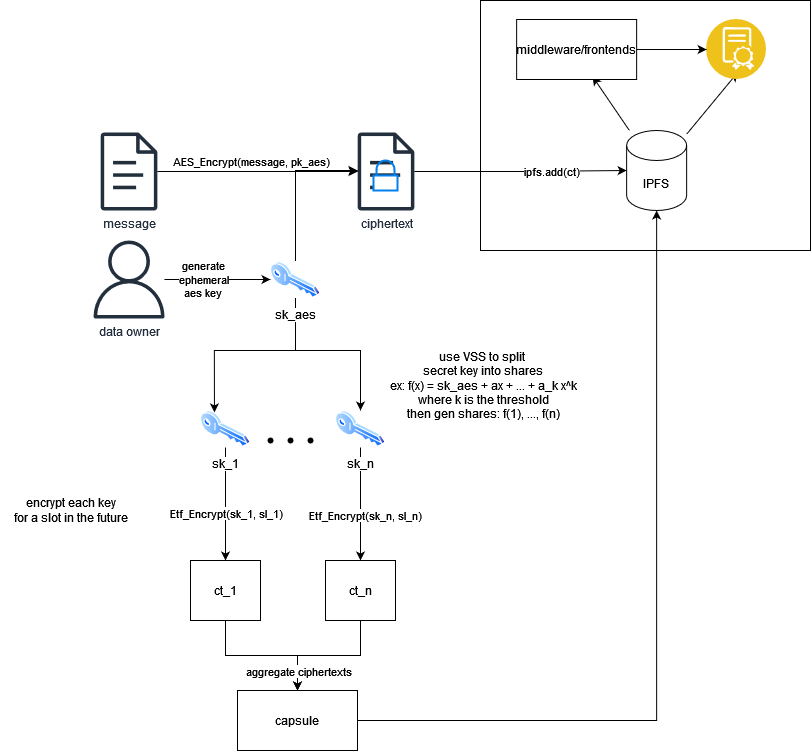 middleware/frontends
AES_Encrypt(message, pk_aes)
ipfs.add(ct)
IPFS
message
ciphertext
generate
ephemeral
aes key
data owner
sk_aes
use VSS to split
secret key into shares
ex: f(x) = sk_aes + ax + ... + a_k x^k
where k is the threshold
then gen shares: f(1), ..., f(n)
sk_1
sk_n
encrypt each key
for a slot in the future
Etf_Encrypt(sk_1, sl_1)
Etf_Encrypt(sk_n, sl_n)
ct_1
ct_n
aggregate ciphertexts
capsule